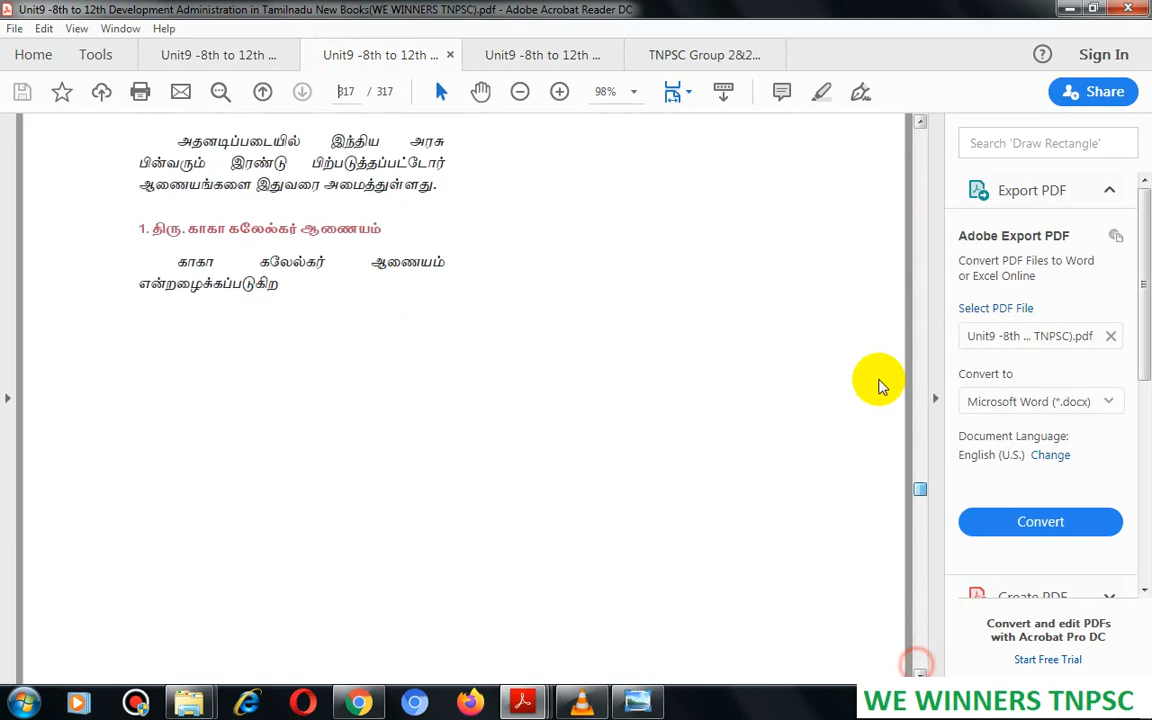 Unit9 -8th to 12th Development Administration in Tamilnadu New Books(WE WINNERS TNPSC).pdf - Adobe Acrobat Reader DC
File Edit View Window Help
Home Tools Unit9 -8th to 12th ... Unit9 -8th to 12th ... × Unit9 -8th to 12th ... TNPSC Group 2&2... Sign In
317 / 317 98% Share
அதனடிப்படையில் இந்திய அரசு
பின்வரும் இரண்டு பிற்படுத்தப்பட்டோர்
ஆணையங்களை இதுவரை அமைத்துள்ளது.
1. திரு. காகா கலேல்கர் ஆணையம்
காகா கலேல்கர் ஆணையம்
என்றழைக்கப்படுகிற
Search 'Draw Rectangle'
Export PDF
Adobe Export PDF
Convert PDF Files to Word
or Excel Online
Select PDF File
Unit9 -8th ... TNPSC).pdf
Convert to
Microsoft Word (*.docx)
Document Language:
English (U.S.) Change
Convert
Create PDF
Convert and edit PDFs
with Acrobat Pro DC
Start Free Trial
WE WINNERS TNPSC